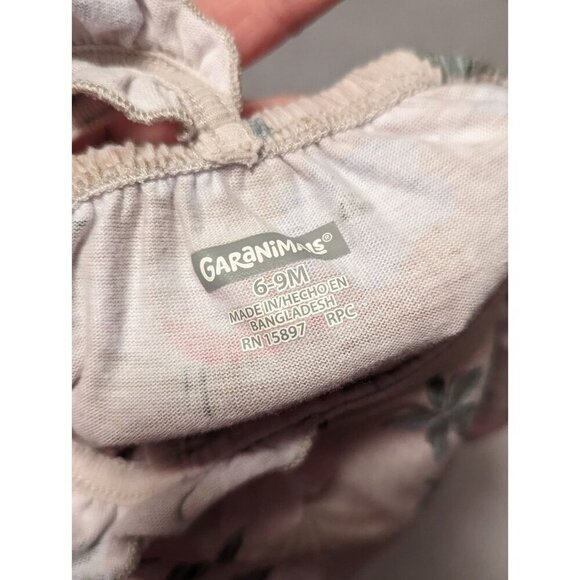 GARANiMALS®
6-9M
MADE IN/HECHO EN
BANGLADESH
RN 15897 RPC